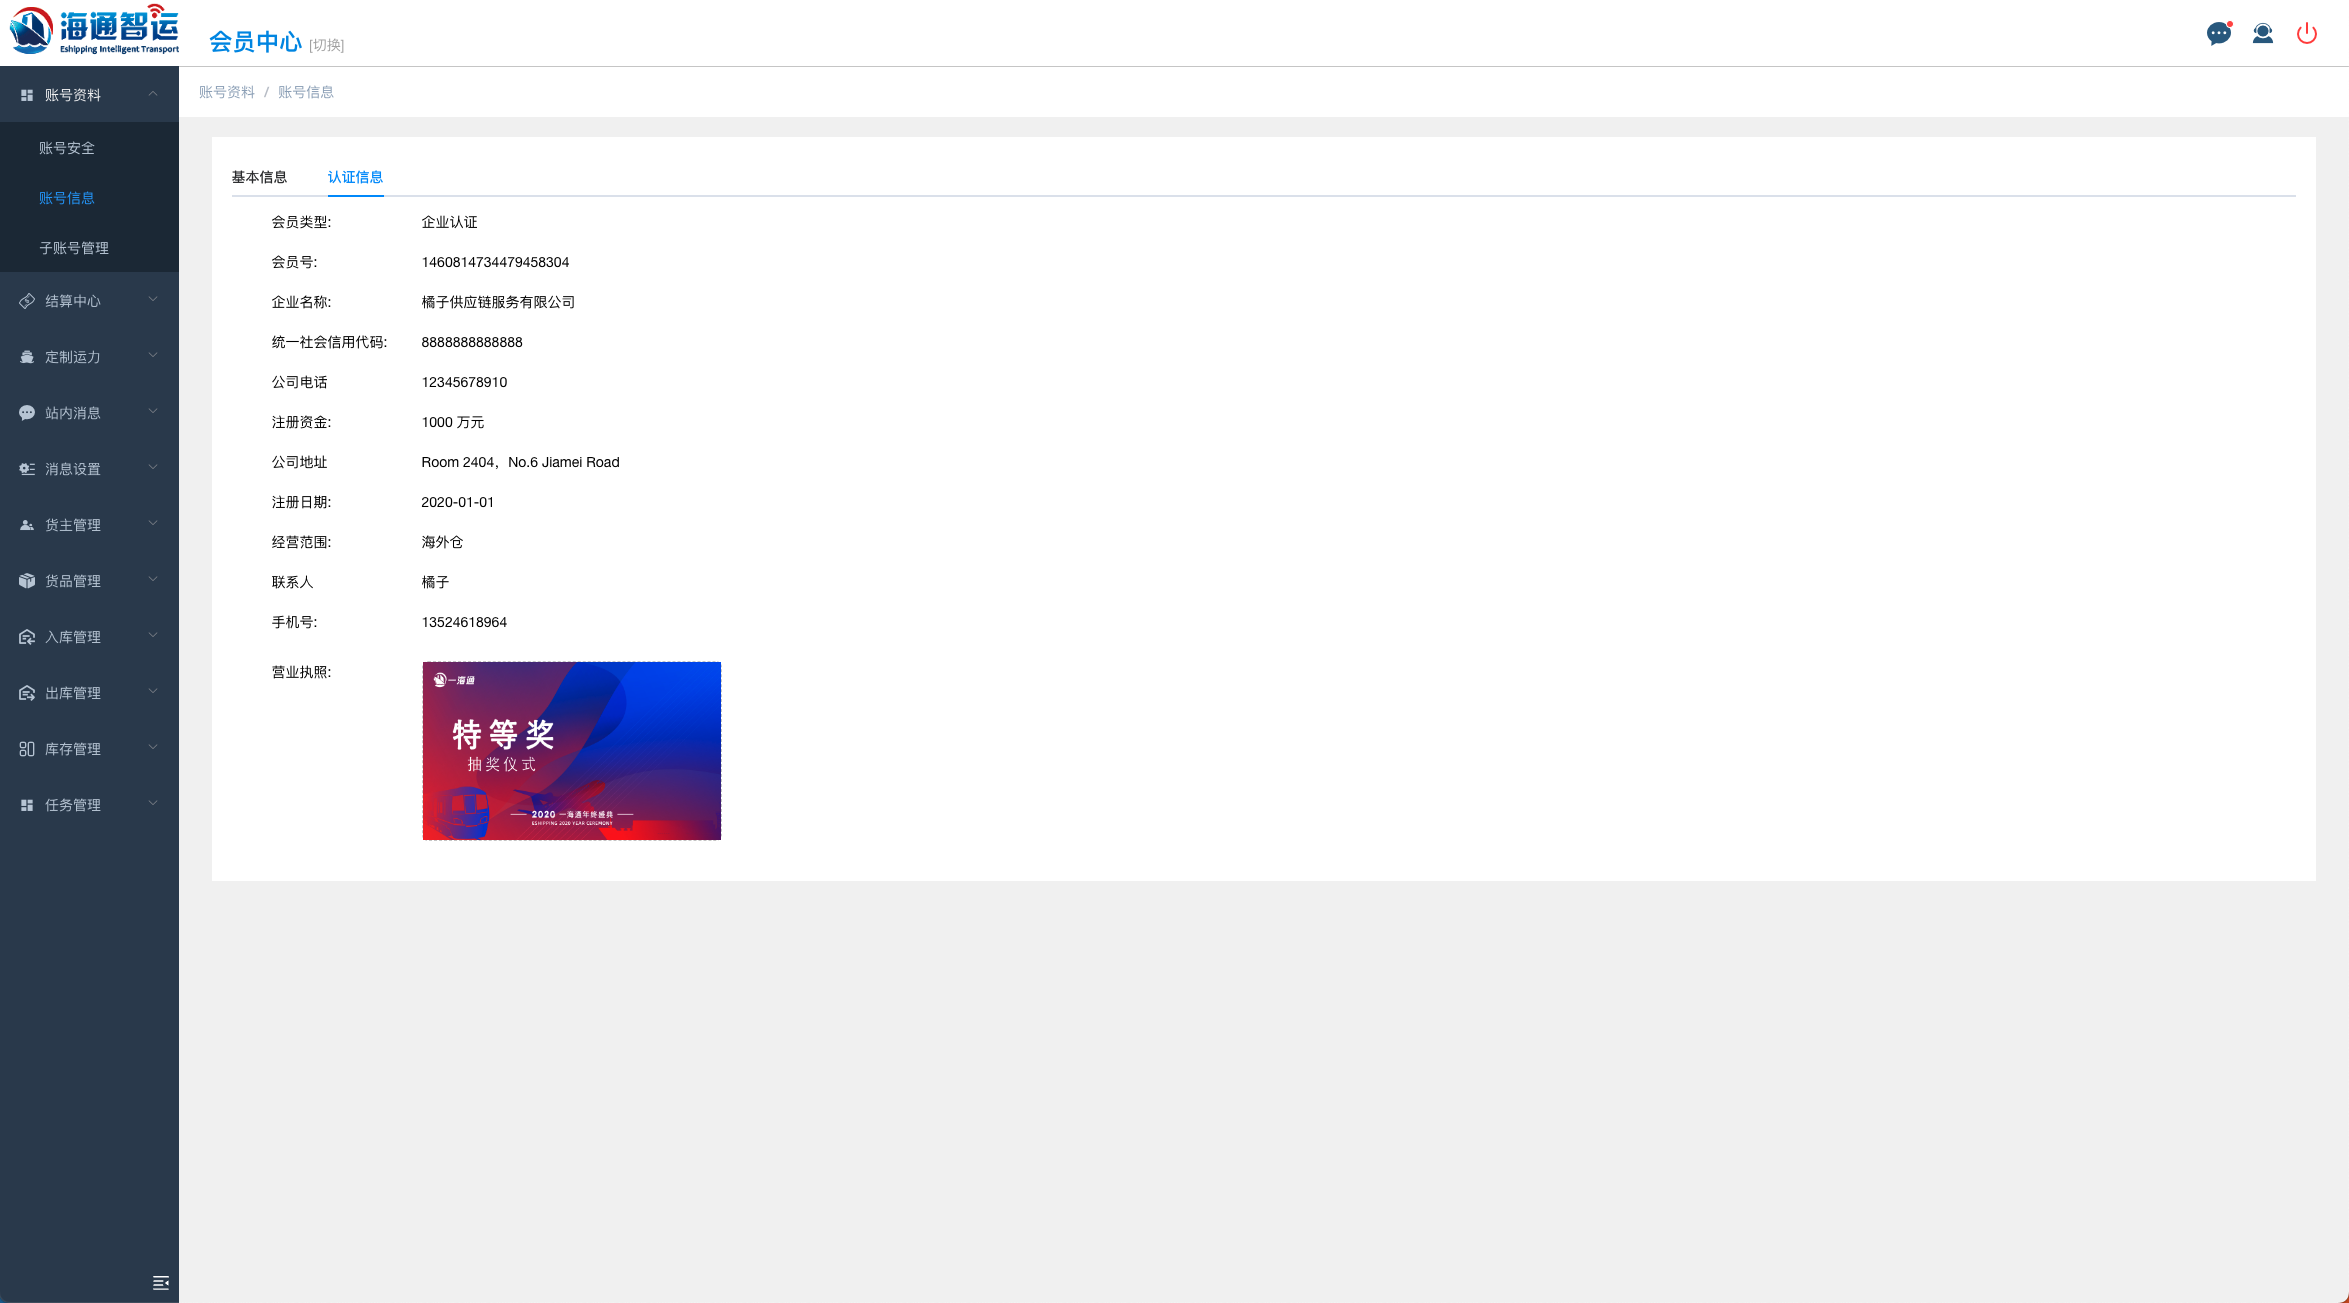 海通智运
Eshipping Intelligent Transport
会员中心 [切换]
账号资料
账号安全
账号信息
子账号管理
结算中心
定制运力
站内消息
消息设置
货主管理
货品管理
入库管理
出库管理
库存管理
任务管理
账号资料 / 账号信息
基本信息 认证信息
会员类型: 企业认证
会员号: 1460814734479458304
企业名称: 橘子供应链服务有限公司
统一社会信用代码: 8888888888888
公司电话 12345678910
注册资金: 1000 万元
公司地址 Room 2404，No.6 Jiamei Road
注册日期: 2020-01-01
经营范围: 海外仓
联系人 橘子
手机号: 13524618964
营业执照:
一海通
特等奖
抽奖仪式
2020 一海通年终盛典
ESHIPPING 2020 YEAR CEREMONY